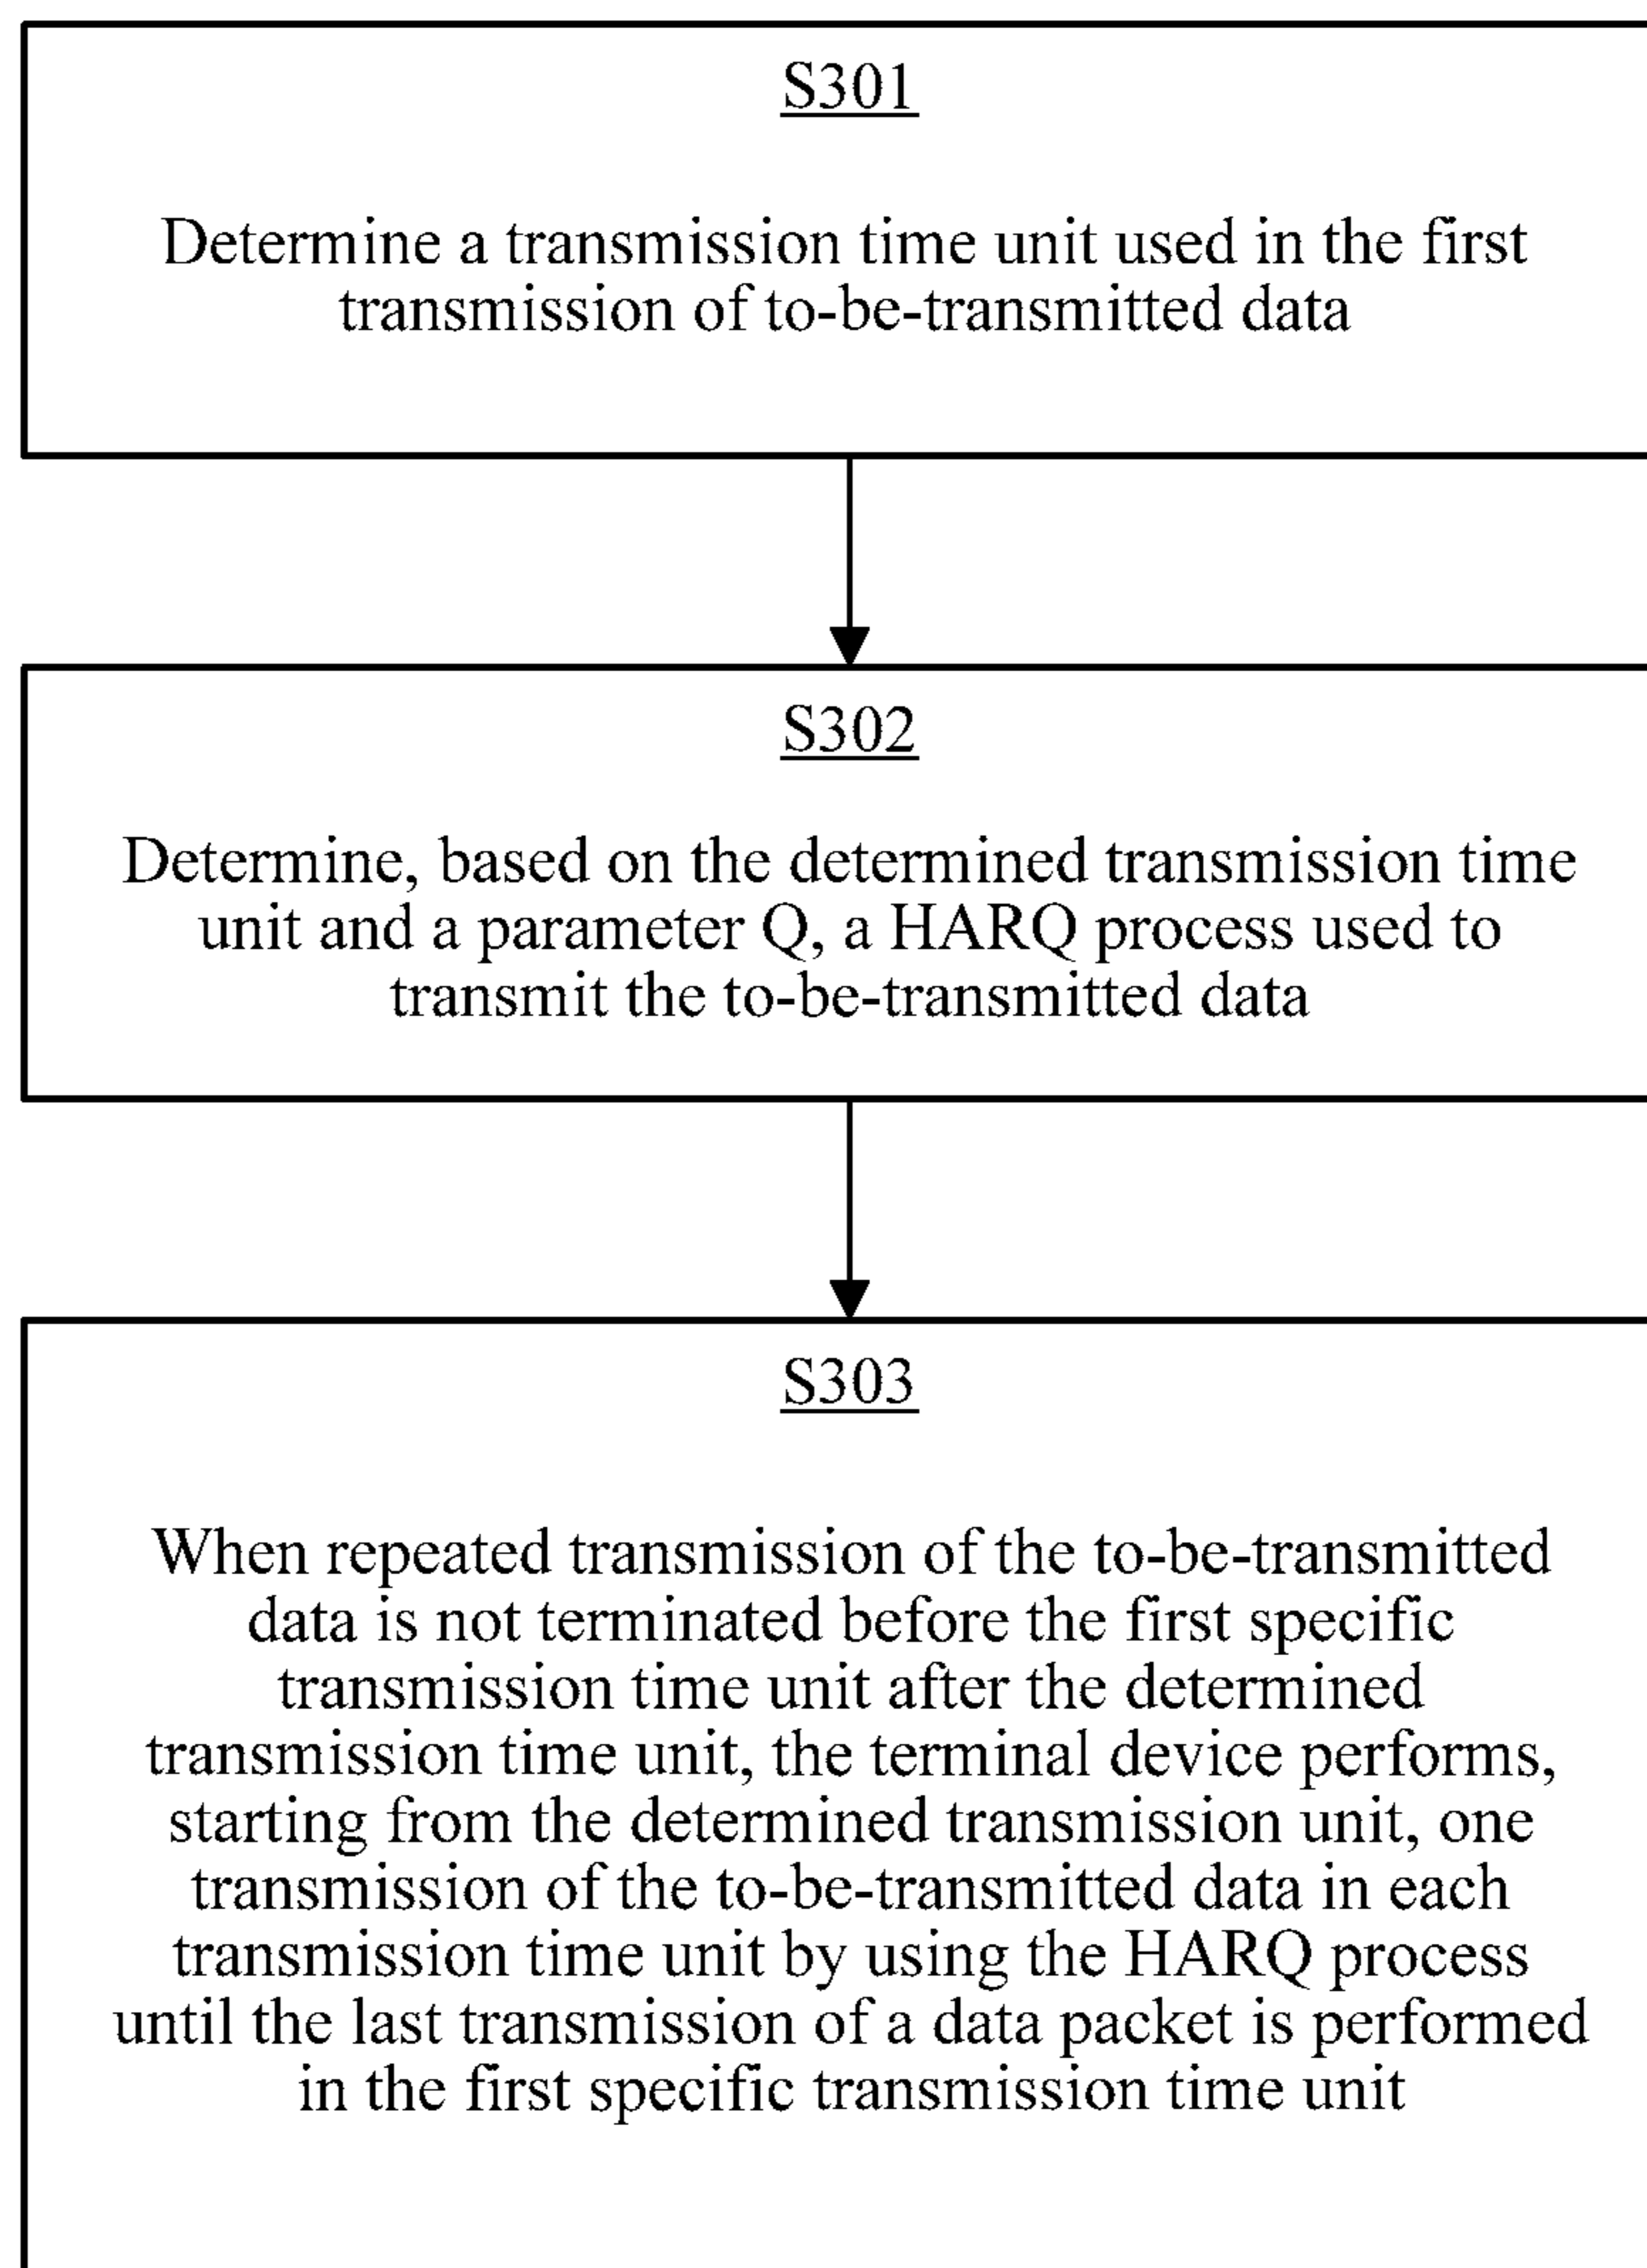 S301
Determine a transmission time unit used in the first
transmission of to-be-transmitted data
S302
Determine, based on the determined transmission time
unit and a parameter Q, a HARQ process used to
transmit the to-be-transmitted data
S303
When repeated transmission of the to-be-transmitted
data is not terminated before the first specific
transmission time unit after the determined
transmission time unit, the terminal device performs,
starting from the determined transmission unit, one
transmission of the to-be-transmitted data in each
transmission time unit by using the HARQ process
until the last transmission of a data packet is performed
in the first specific transmission time unit